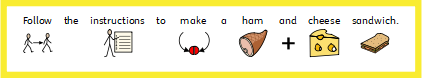 Follow the instructions to make a ham and cheese sandwich.